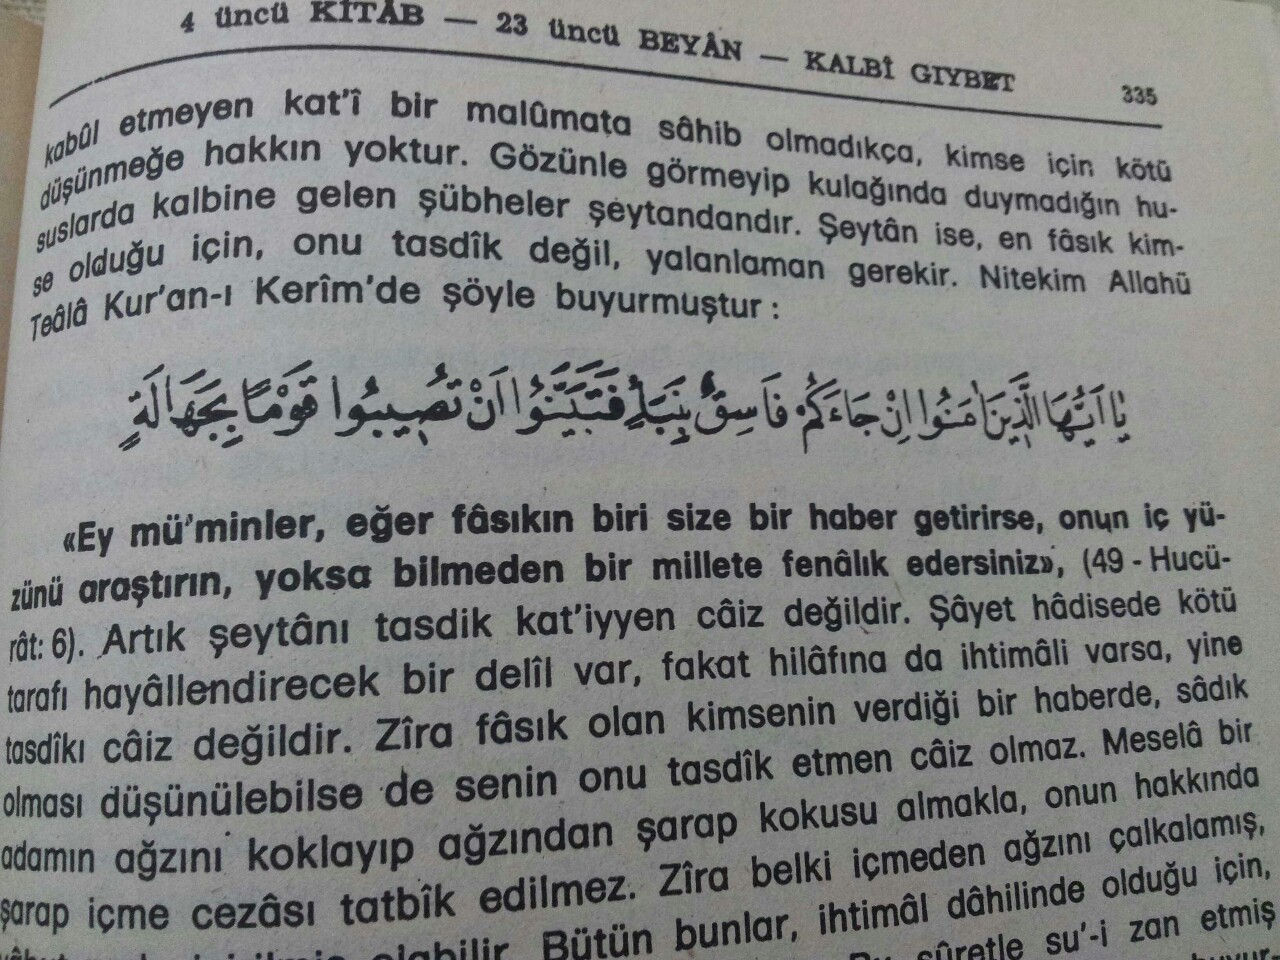 4 üncü KİTÂB — 23 üncü BEYÂN — KALBÎ GIYBET 335
kabûl etmeyen kat'î bir malûmata sâhib olmadıkça, kimse için kötü
düşünmeğe hakkın yoktur. Gözünle görmeyip kulağında duymadığın hu-
suslarda kalbine gelen şübheler şeytandandır. Şeytân ise, en fâsık kim-
se olduğu için, onu tasdîk değil, yalanlaman gerekir. Nitekim Allahü
Teâlâ Kur'an-ı Kerîm'de şöyle buyurmuştur :
يَا اَيُّهَا الَّذِينَ اٰمَنُوا اِنْ جَاءَكُمْ فَاسِقٌ بِنَبَأٍ فَتَبَيَّنُوا اَنْ تُصِيبُوا قَوْمًا بِجَهَالَةٍ
«Ey mü'minler, eğer fâsıkın biri size bir haber getirirse, onun iç yü-
zünü araştırın, yoksa bilmeden bir millete fenâlık edersiniz», (49 - Hucü-
rât: 6). Artık şeytânı tasdik kat'iyyen câiz değildir. Şâyet hâdisede kötü
tarafı hayâllendirecek bir delîl var, fakat hilâfına da ihtimâli varsa, yine
tasdîkı câiz değildir. Zîra fâsık olan kimsenin verdiği bir haberde, sâdık
olması düşünülebilse de senin onu tasdîk etmen câiz olmaz. Meselâ bir
adamın ağzını koklayıp ağzından şarap kokusu almakla, onun hakkında
şarap içme cezâsı tatbîk edilmez. Zîra belki içmeden ağzını çalkalamış,
olabilir. Bütün bunlar, ihtimâl dâhilinde olduğu için,
sûretle su'-i zan etmiş